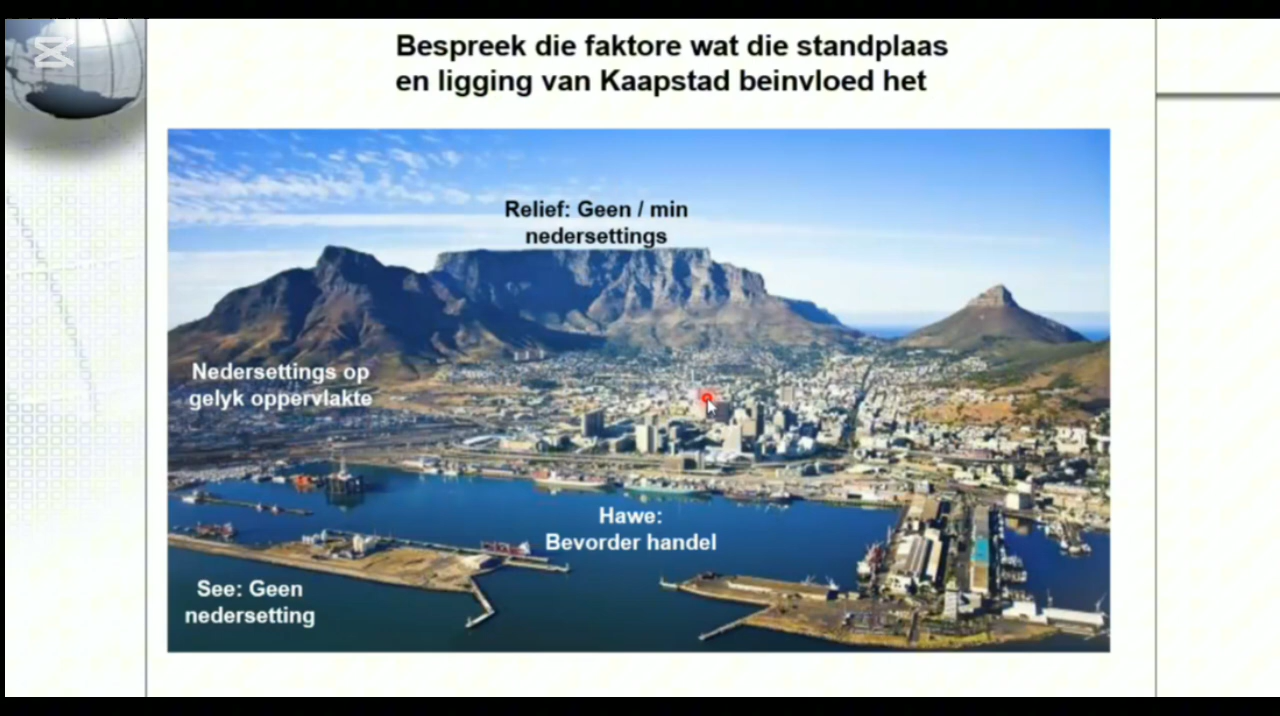 Bespreek die faktore wat die standplaas
en ligging van Kaapstad beinvloed het
Relief: Geen / min
nedersettings
Nedersettings op
gelyk oppervlakte
Hawe:
Bevorder handel
See: Geen
nedersetting